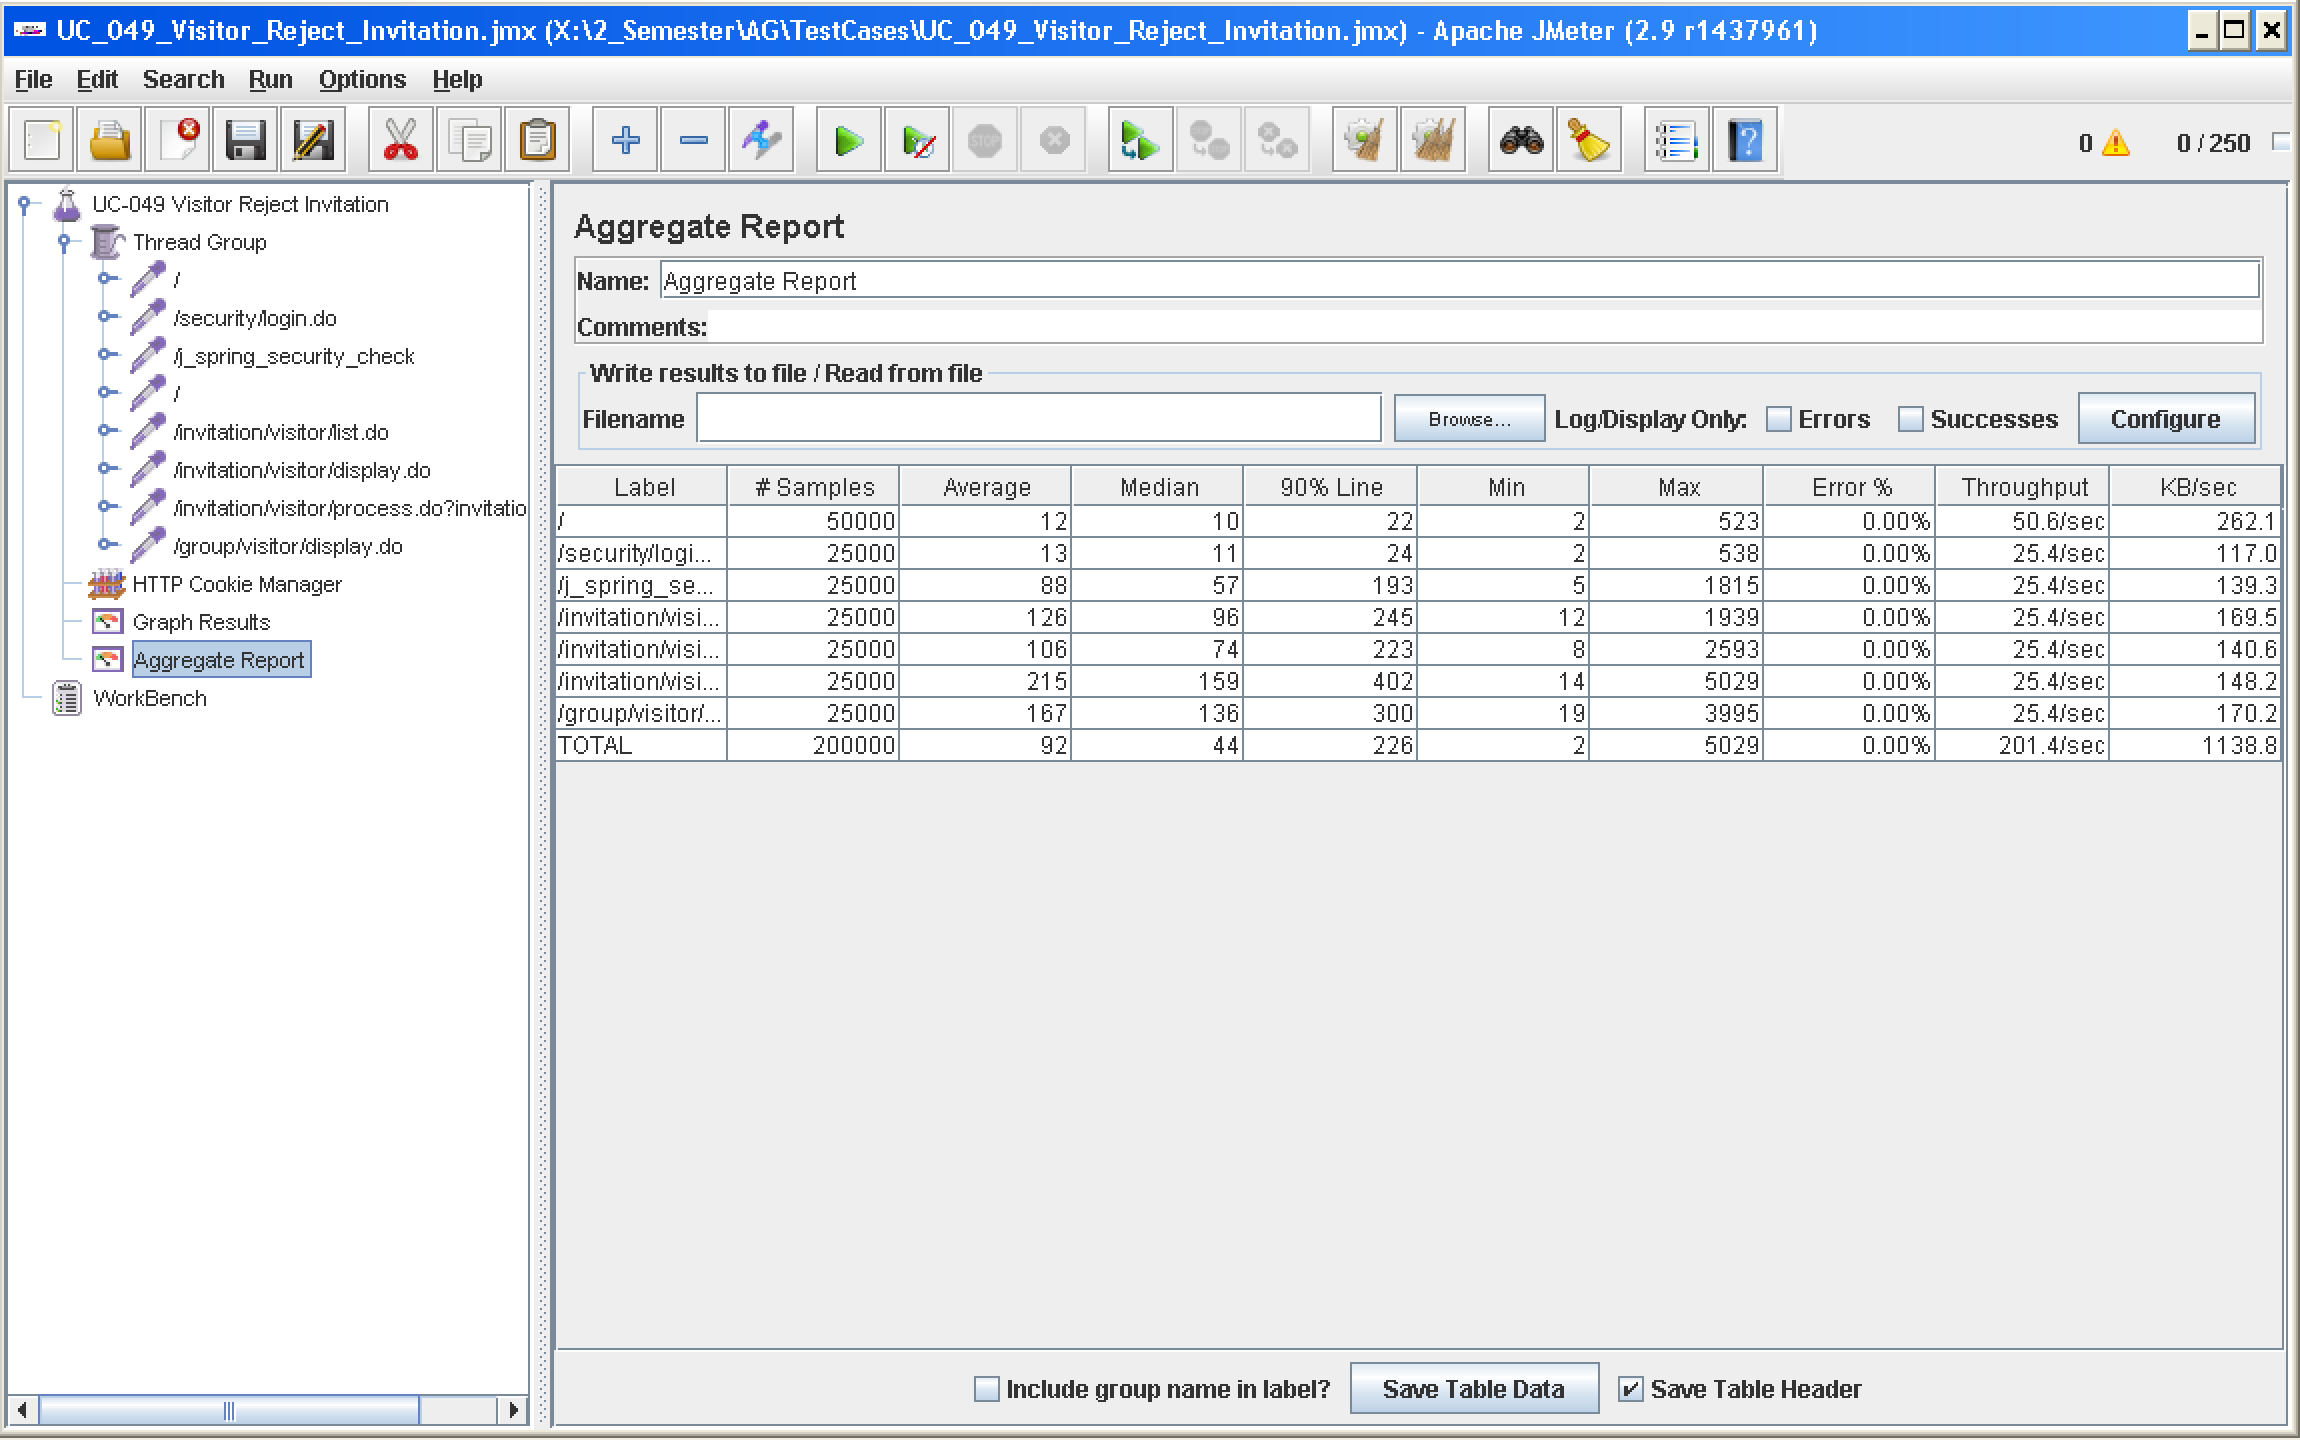 UC_049_Visitor_Reject_Invitation.jmx (X:\2_Semester\AG\TestCases\UC_049_Visitor_Reject_Invitation.jmx) - Apache JMeter (2.9 r1437961)
File Edit Search Run Options Help
STOP 0 0 / 250
UC-049 Visitor Reject Invitation
Thread Group
/
/security/login.do
/j_spring_security_check
/
/invitation/visitor/list.do
/invitation/visitor/display.do
/invitation/visitor/process.do?invitatio
/group/visitor/display.do
HTTP Cookie Manager
Graph Results
Aggregate Report
WorkBench
Aggregate Report
Name: Aggregate Report
Comments:
Write results to file / Read from file
Filename Browse... Log/Display Only: Errors Successes Configure
Label # Samples Average Median 90% Line Min Max Error % Throughput KB/sec
/ 50000 12 10 22 2 523 0.00% 50.6/sec 262.1
/security/logi... 25000 13 11 24 2 538 0.00% 25.4/sec 117.0
/j_spring_se... 25000 88 57 193 5 1815 0.00% 25.4/sec 139.3
/invitation/visi... 25000 126 96 245 12 1939 0.00% 25.4/sec 169.5
/invitation/visi... 25000 106 74 223 8 2593 0.00% 25.4/sec 140.6
/invitation/visi... 25000 215 159 402 14 5029 0.00% 25.4/sec 148.2
/group/visitor/... 25000 167 136 300 19 3995 0.00% 25.4/sec 170.2
TOTAL 200000 92 44 226 2 5029 0.00% 201.4/sec 1138.8
Include group name in label? Save Table Data Save Table Header